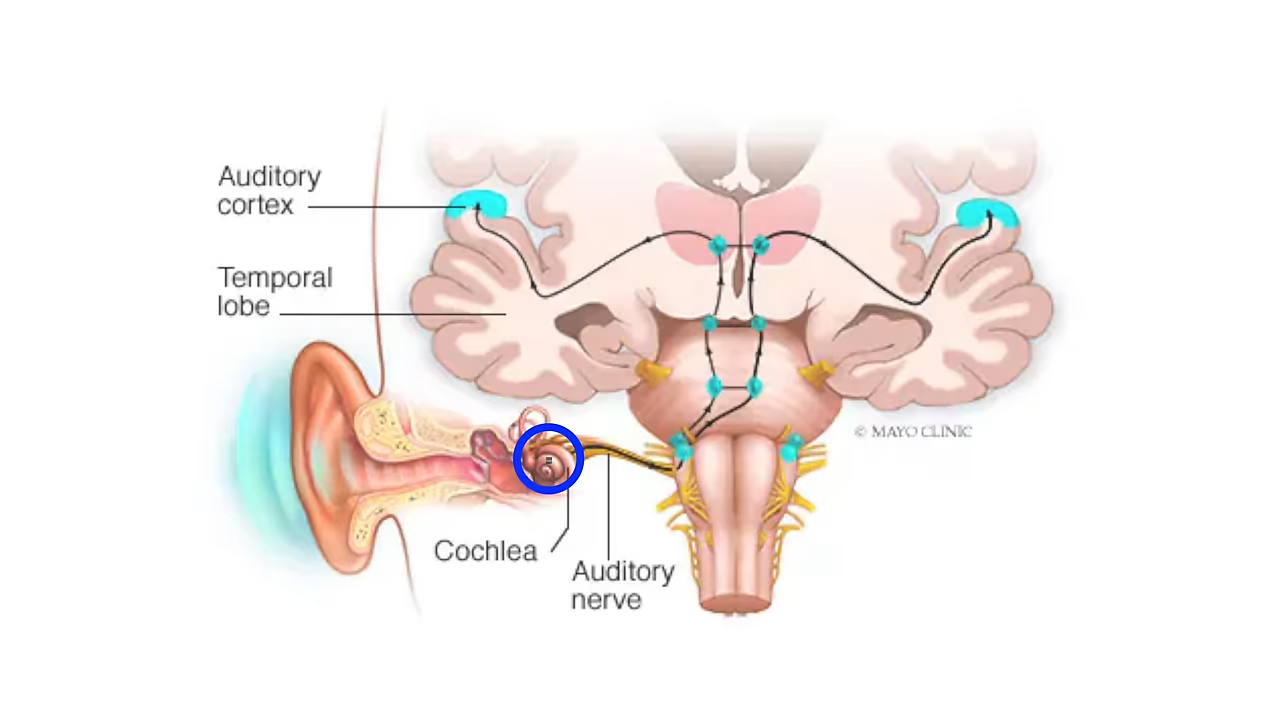 Auditory
cortex
Temporal
lobe
© MAYO CLINIC
Cochlea
Auditory
nerve